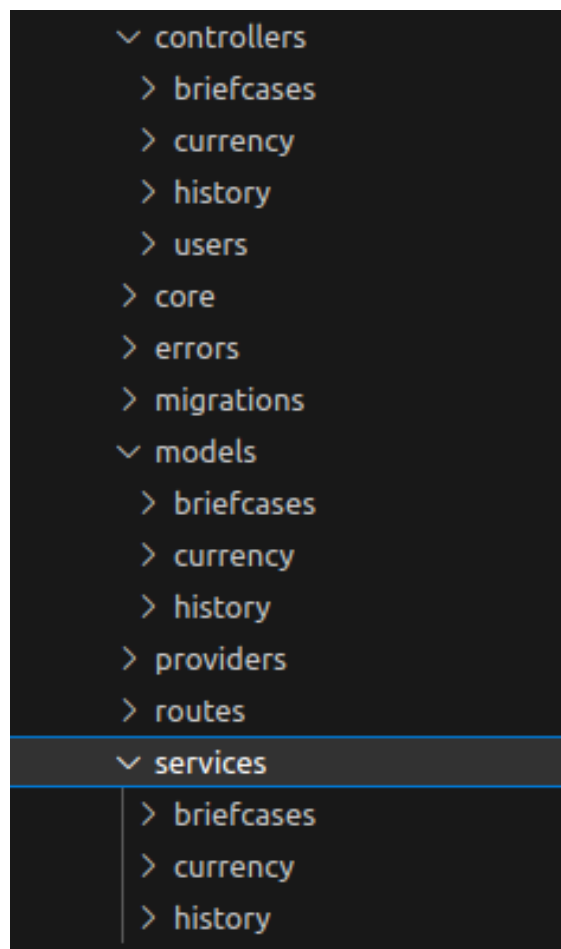 controllers
briefcases
currency
history
users
core
errors
migrations
models
briefcases
currency
history
providers
routes
services
briefcases
currency
history